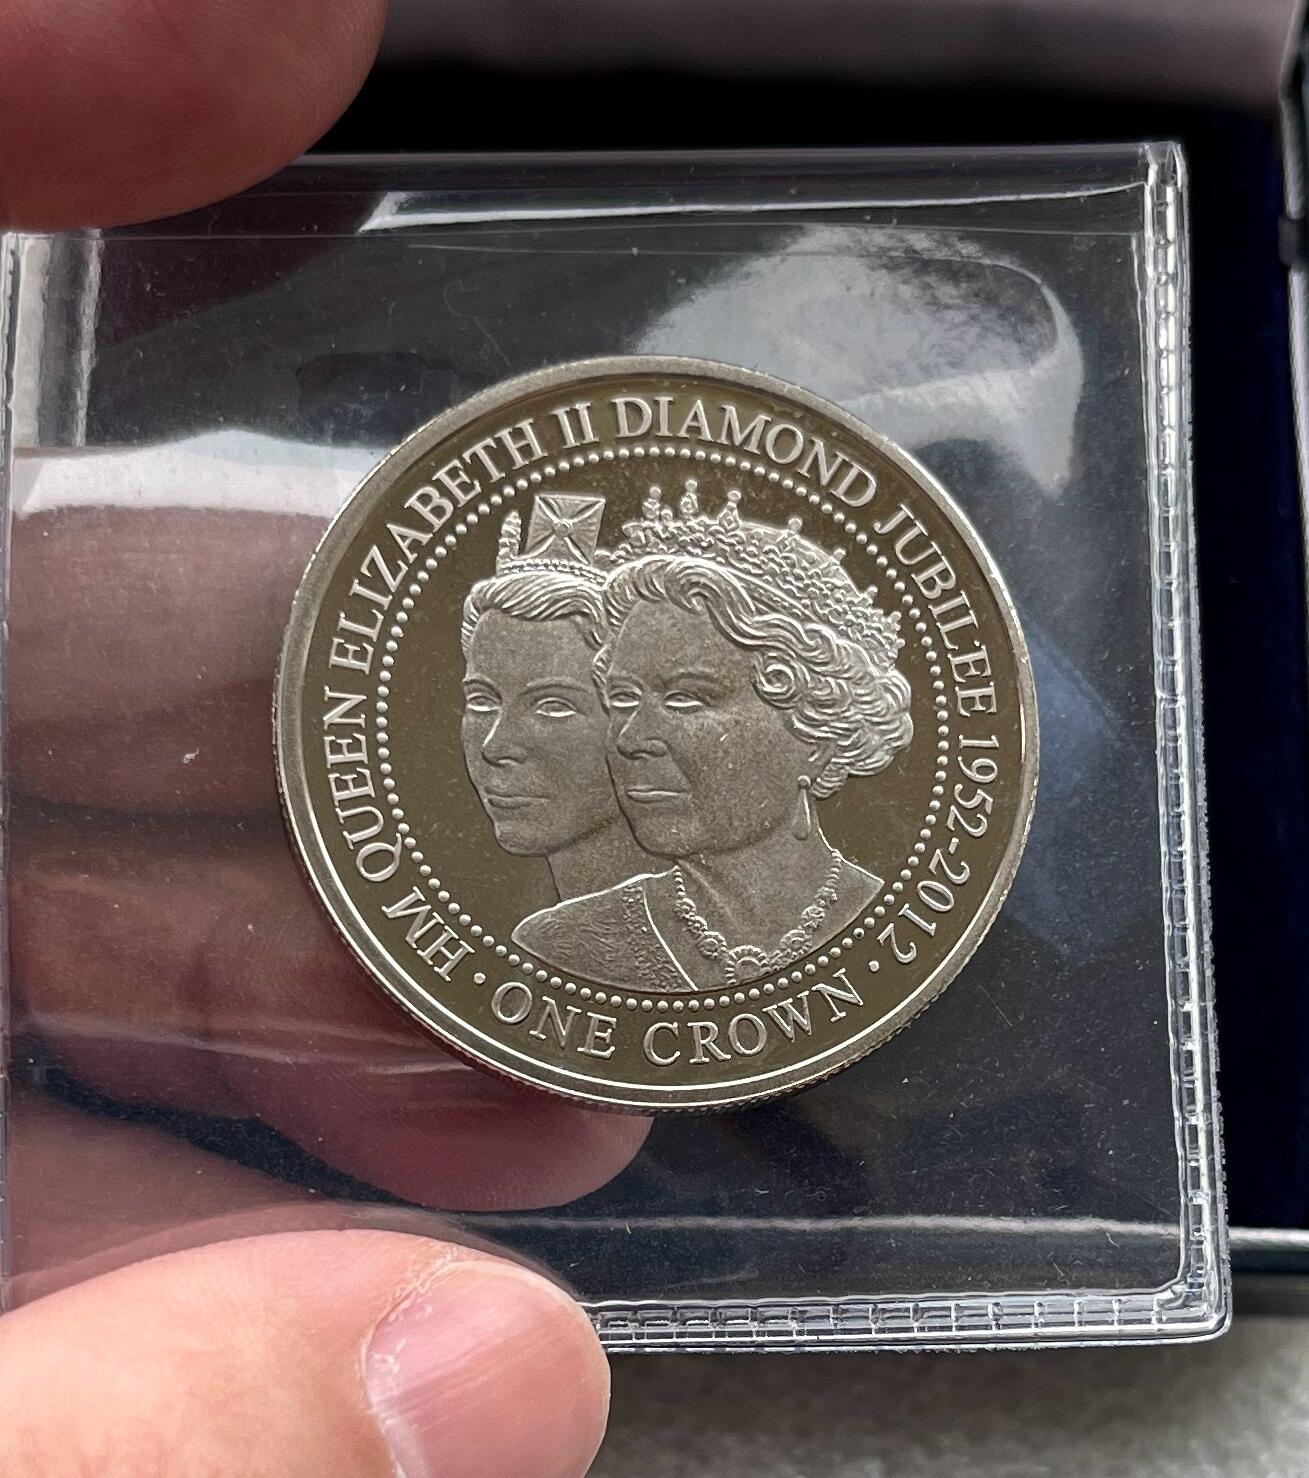 HM QUEEN ELIZABETH II DIAMOND JUBILEE 1952-2012
· ONE CROWN ·